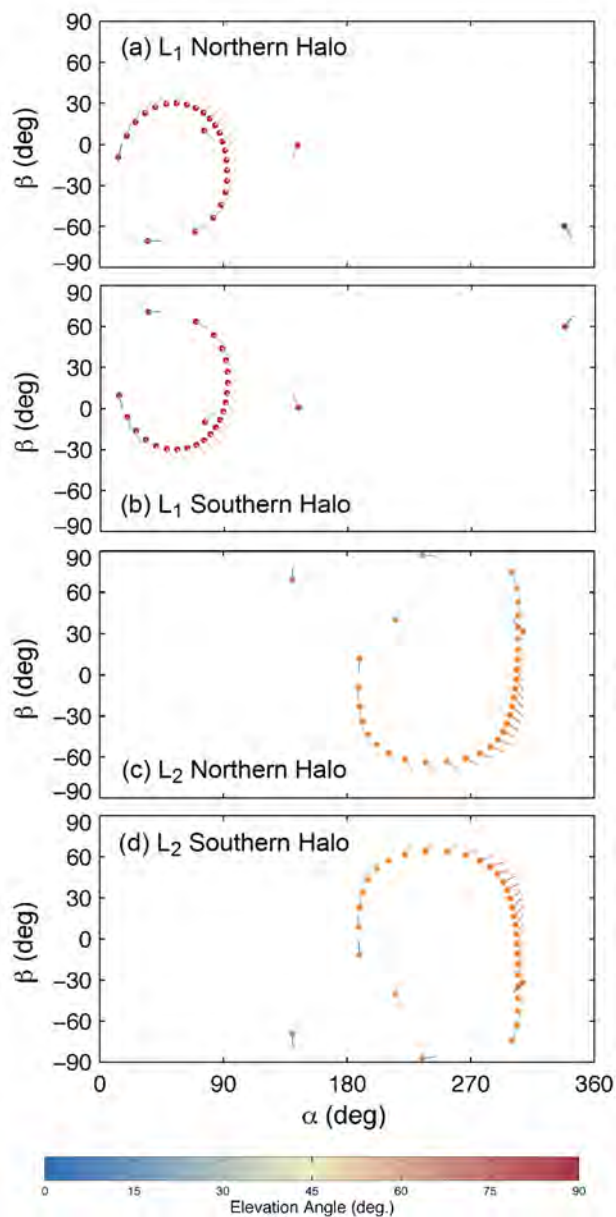 90
60
30
0
−30
−60
−90
β (deg)
(a) L₁ Northern Halo
90
60
30
0
−30
−60
−90
β (deg)
(b) L₁ Southern Halo
90
60
30
0
−30
−60
−90
β (deg)
(c) L₂ Northern Halo
90
60
30
0
−30
−60
−90
β (deg)
(d) L₂ Southern Halo
0 90 180 270 360
α (deg)
0 15 30 45 60 75 90
Elevation Angle (deg.)